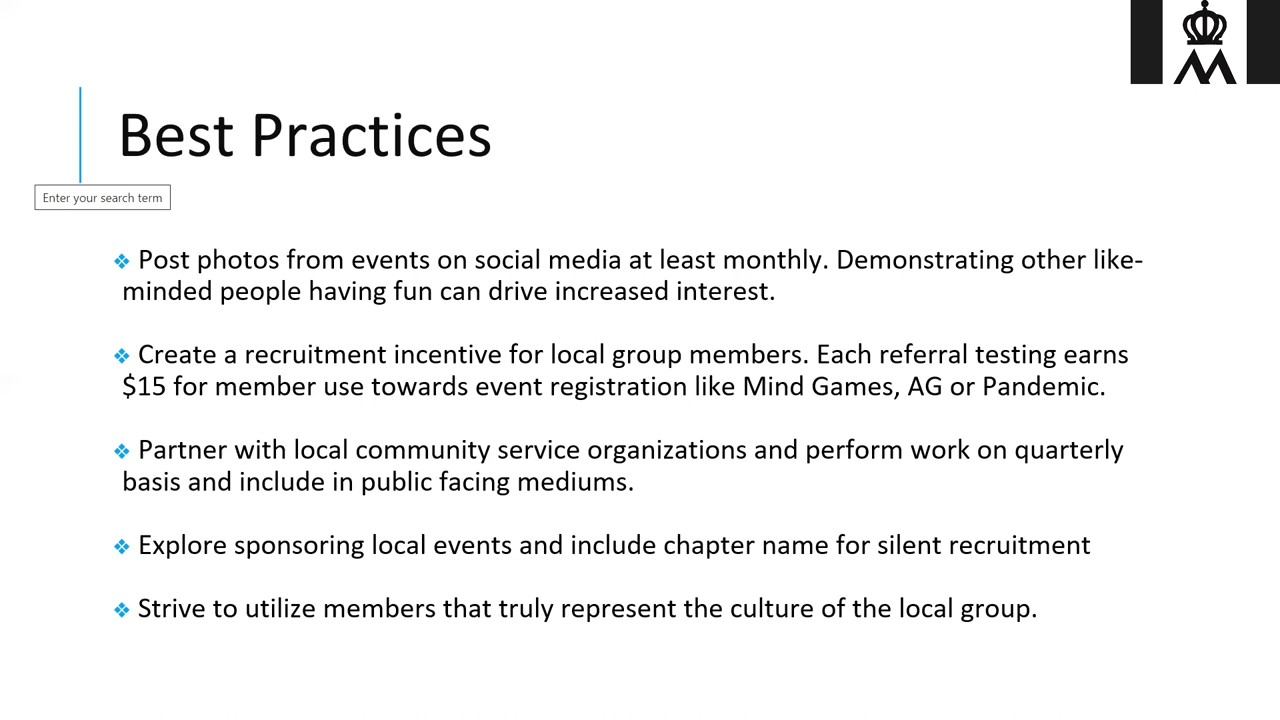 Best Practices
Enter your search term
❖ Post photos from events on social media at least monthly. Demonstrating other like-
minded people having fun can drive increased interest.
❖ Create a recruitment incentive for local group members. Each referral testing earns
$15 for member use towards event registration like Mind Games, AG or Pandemic.
❖ Partner with local community service organizations and perform work on quarterly
basis and include in public facing mediums.
❖ Explore sponsoring local events and include chapter name for silent recruitment
❖ Strive to utilize members that truly represent the culture of the local group.